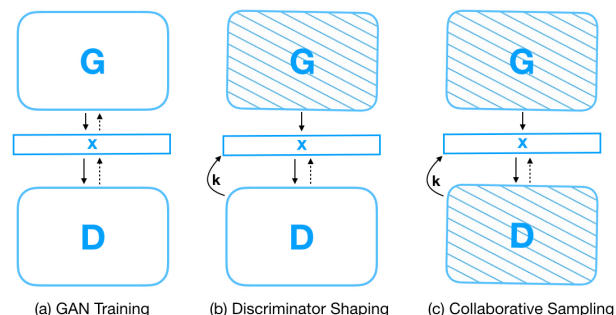 G
G
G
x
x
x
k
k
D
D
D
(a) GAN Training
(b) Discriminator Shaping
(c) Collaborative Sampling